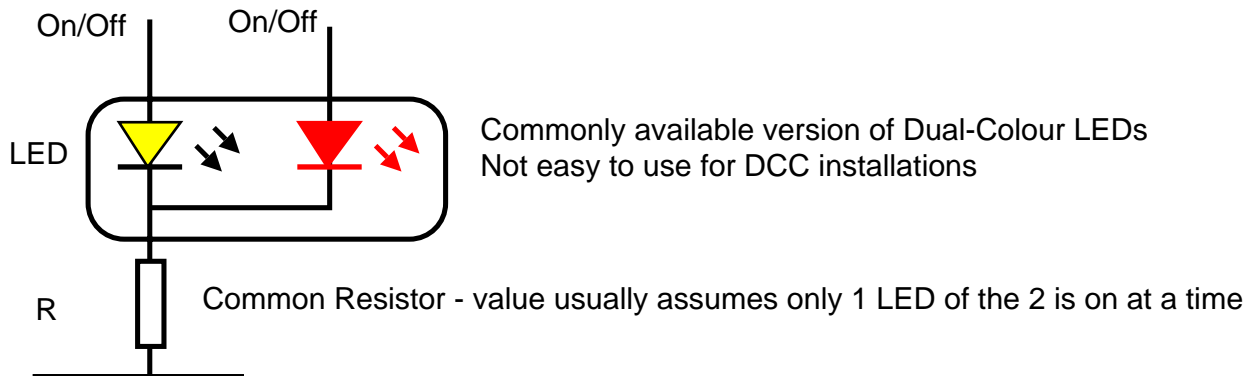 On/Off
On/Off
LED
Commonly available version of Dual-Colour LEDs
Not easy to use for DCC installations
R
Common Resistor - value usually assumes only 1 LED of the 2 is on at a time